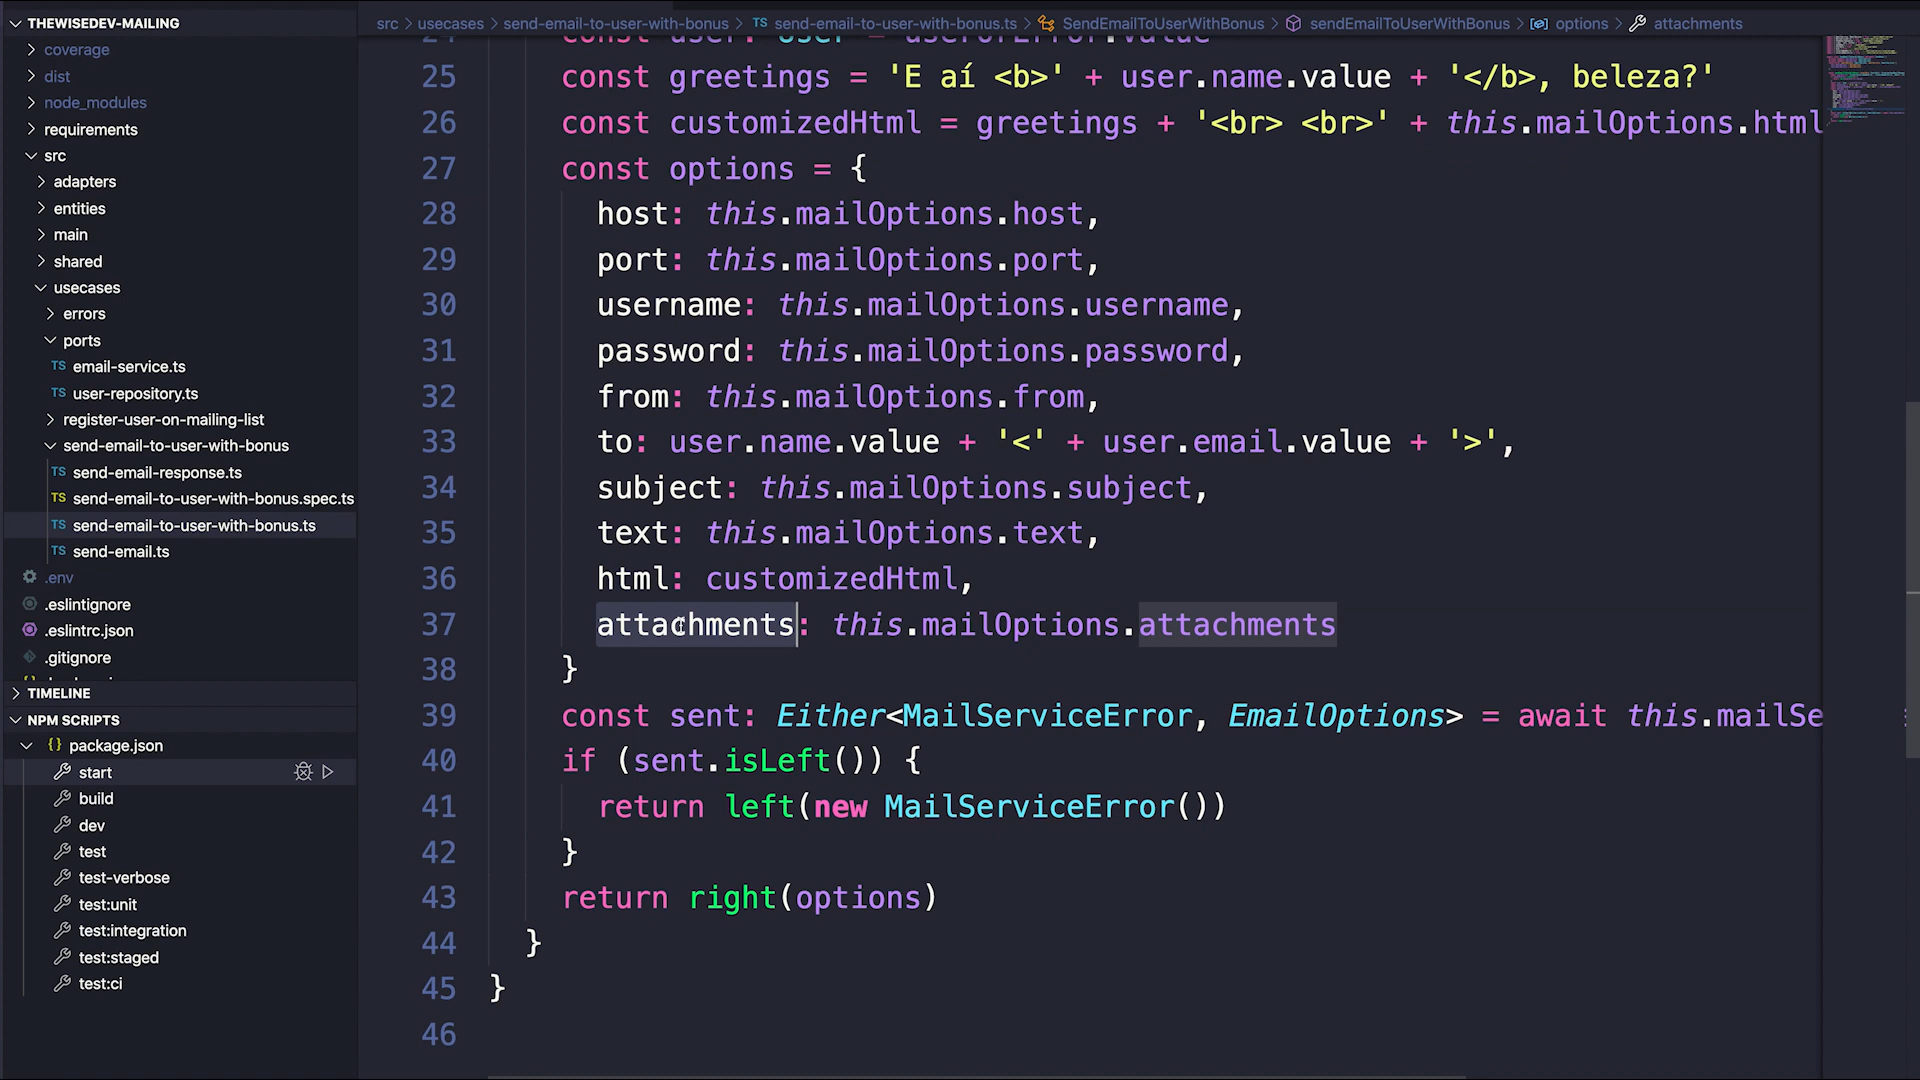 THEWISEDEV-MAILING
coverage
dist
node_modules
requirements
src
adapters
entities
main
shared
usecases
errors
ports
TS email-service.ts
TS user-repository.ts
register-user-on-mailing-list
send-email-to-user-with-bonus
TS send-email-response.ts
TS send-email-to-user-with-bonus.spec.ts
TS send-email-to-user-with-bonus.ts
TS send-email.ts
.env
.eslintignore
.eslintrc.json
.gitignore
TIMELINE
NPM SCRIPTS
{} package.json
start
build
dev
test
test-verbose
test:unit
test:integration
test:staged
test:ci
src > usecases > send-email-to-user-with-bonus > TS send-email-to-user-with-bonus.ts > SendEmailToUserWithBonus > sendEmailToUserWithBonus > options > attachments
24 const user: User = userOrError.value
25 const greetings = 'E aí <b>' + user.name.value + '</b>, beleza?'
26 const customizedHtml = greetings + '<br> <br>' + this.mailOptions.html
27 const options = {
28 host: this.mailOptions.host,
29 port: this.mailOptions.port,
30 username: this.mailOptions.username,
31 password: this.mailOptions.password,
32 from: this.mailOptions.from,
33 to: user.name.value + '<' + user.email.value + '>',
34 subject: this.mailOptions.subject,
35 text: this.mailOptions.text,
36 html: customizedHtml,
37 attachments: this.mailOptions.attachments
38 }
39 const sent: Either<MailServiceError, EmailOptions> = await this.mailSe
40 if (sent.isLeft()) {
41 return left(new MailServiceError())
42 }
43 return right(options)
44 }
45 }
46